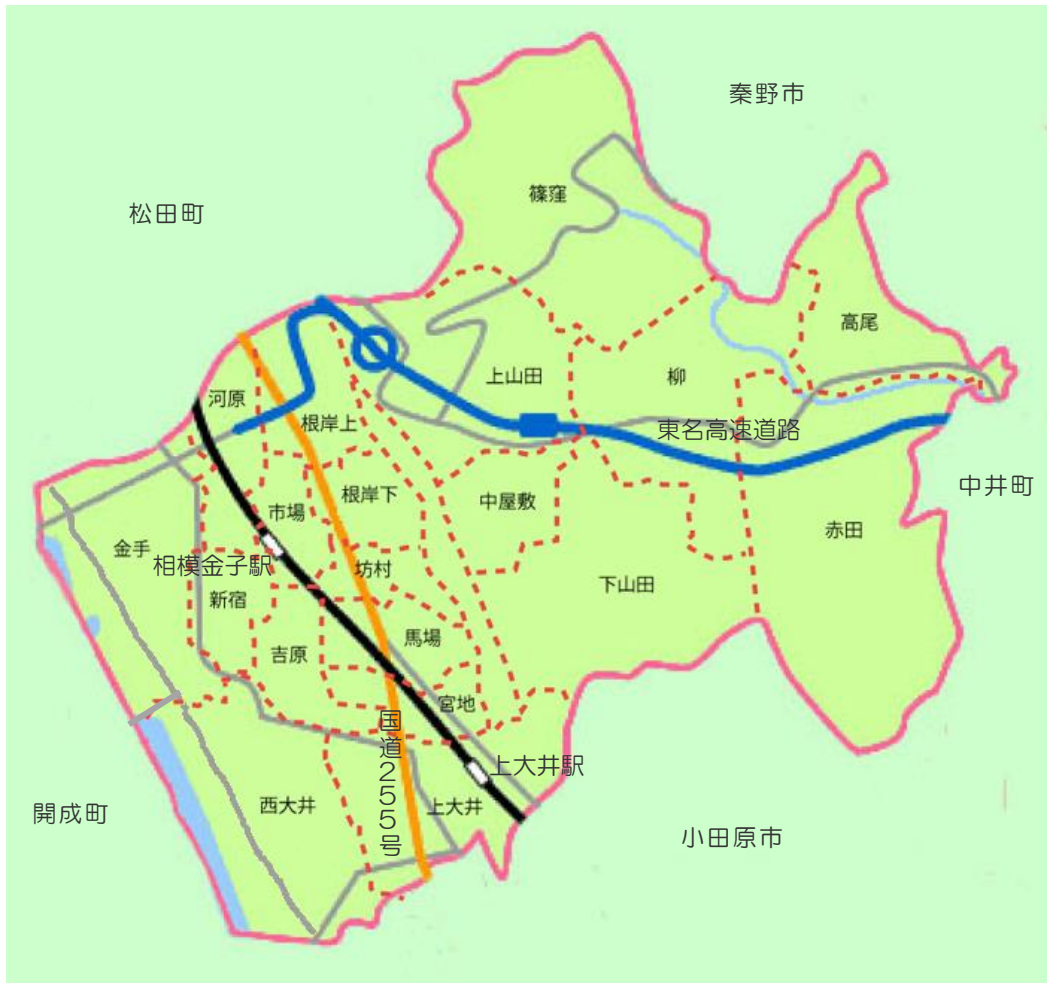 秦野市
篠窪
松田町
高尾
上山田
柳
河原
根岸上
東名高速道路
中井町
根岸下
中屋敷
市場
赤田
金手
相模金子駅
坊村
下山田
新宿
馬場
吉原
宮地
国道255号
上大井駅
西大井
上大井
開成町
小田原市